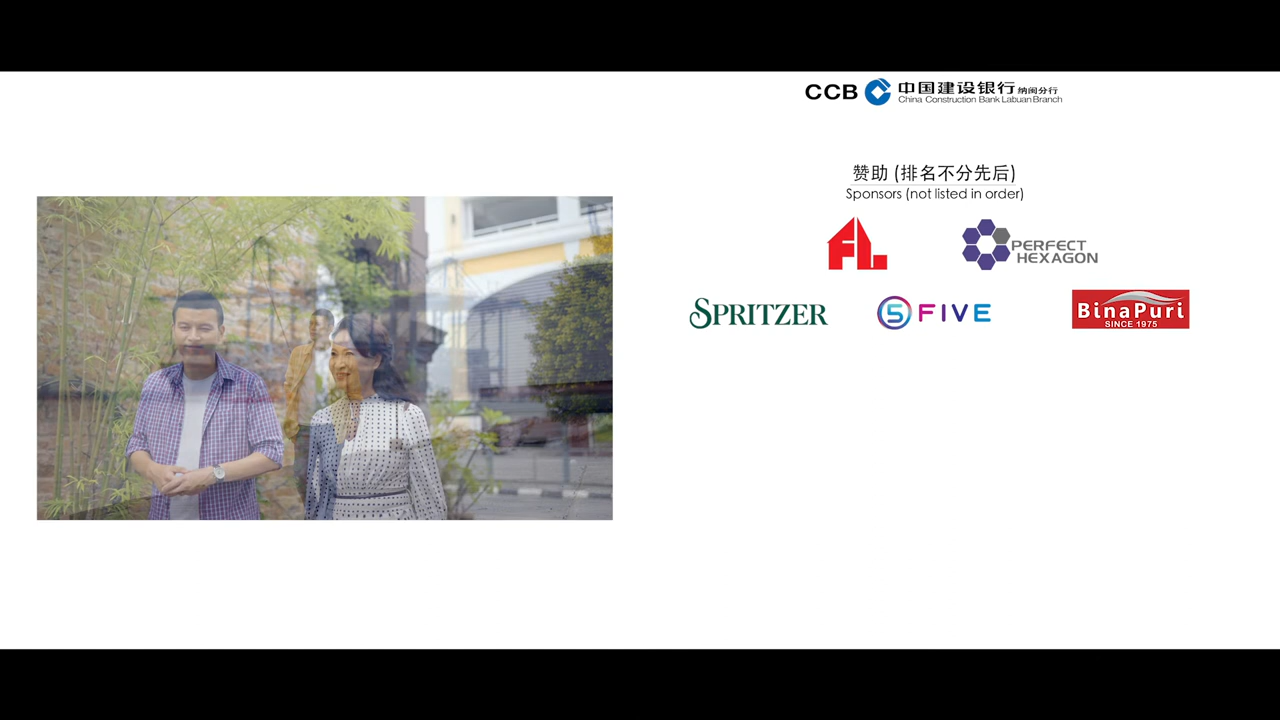 CCB 中国建设银行 纳闽分行
China Construction Bank Labuan Branch
赞助 (排名不分先后)
Sponsors (not listed in order)
FL
PERFECT
HEXAGON
SPRITZER
5 FIVE
BinaPuri
SINCE 1975